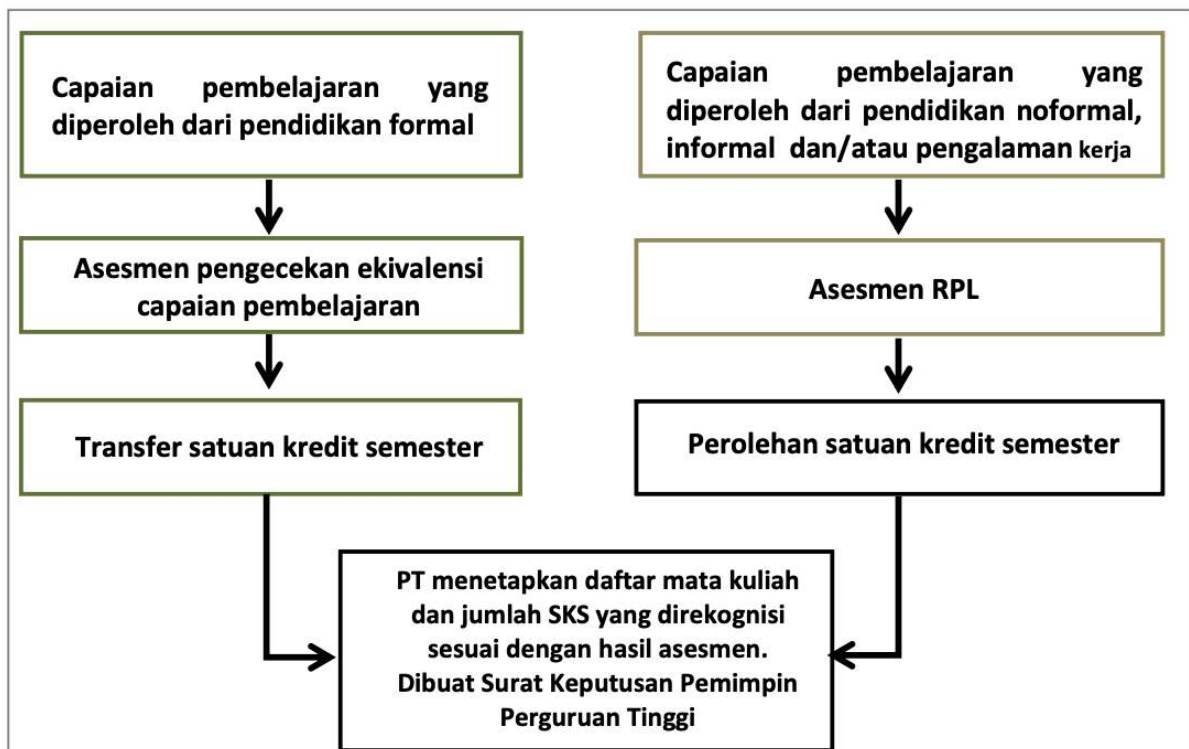 Capaian pembelajaran yang
diperoleh dari pendidikan formal
Capaian pembelajaran yang
diperoleh dari pendidikan noformal,
informal dan/atau pengalaman kerja
Asesmen pengecekan ekivalensi
capaian pembelajaran
Asesmen RPL
Transfer satuan kredit semester
Perolehan satuan kredit semester
PT menetapkan daftar mata kuliah
dan jumlah SKS yang direkognisi
sesuai dengan hasil asesmen.
Dibuat Surat Keputusan Pemimpin
Perguruan Tinggi